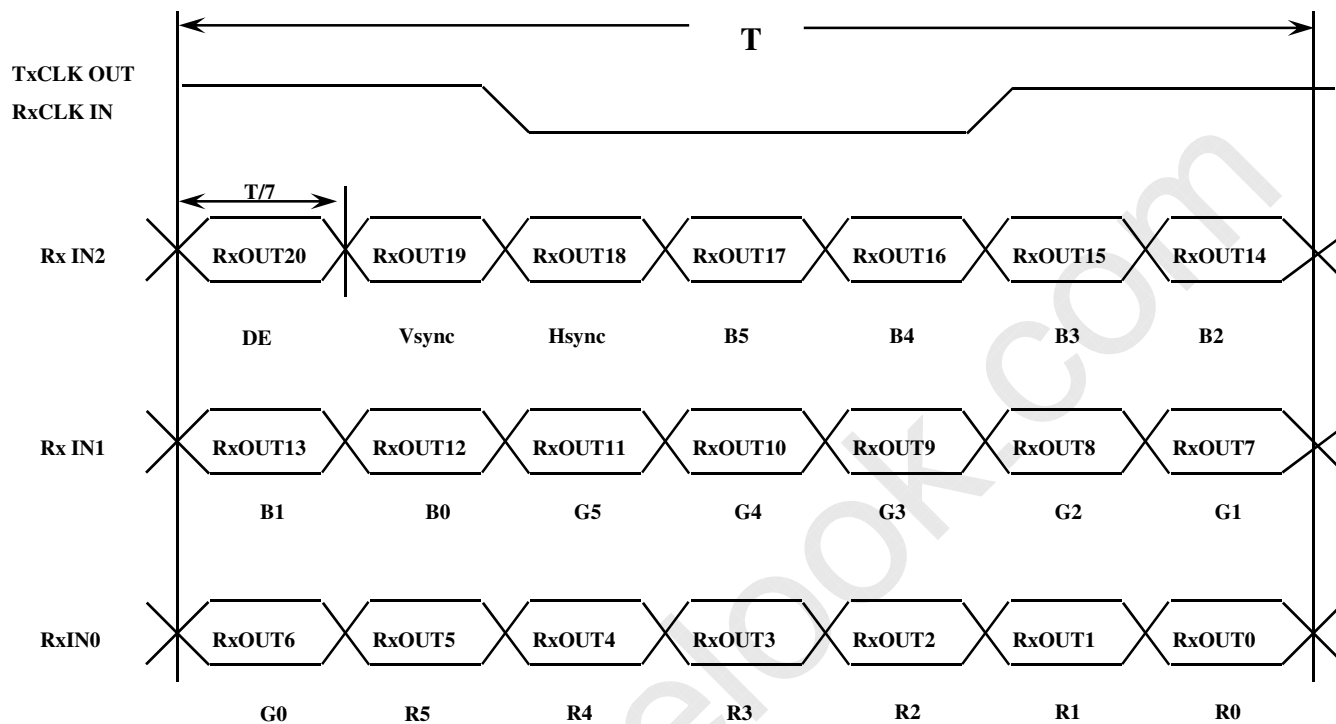 T
TxCLK OUT
RxCLK IN
T/7
Rx IN2 RxOUT20 RxOUT19 RxOUT18 RxOUT17 RxOUT16 RxOUT15 RxOUT14
DE Vsync Hsync B5 B4 B3 B2
Rx IN1 RxOUT13 RxOUT12 RxOUT11 RxOUT10 RxOUT9 RxOUT8 RxOUT7
B1 B0 G5 G4 G3 G2 G1
RxIN0 RxOUT6 RxOUT5 RxOUT4 RxOUT3 RxOUT2 RxOUT1 RxOUT0
G0 R5 R4 R3 R2 R1 R0